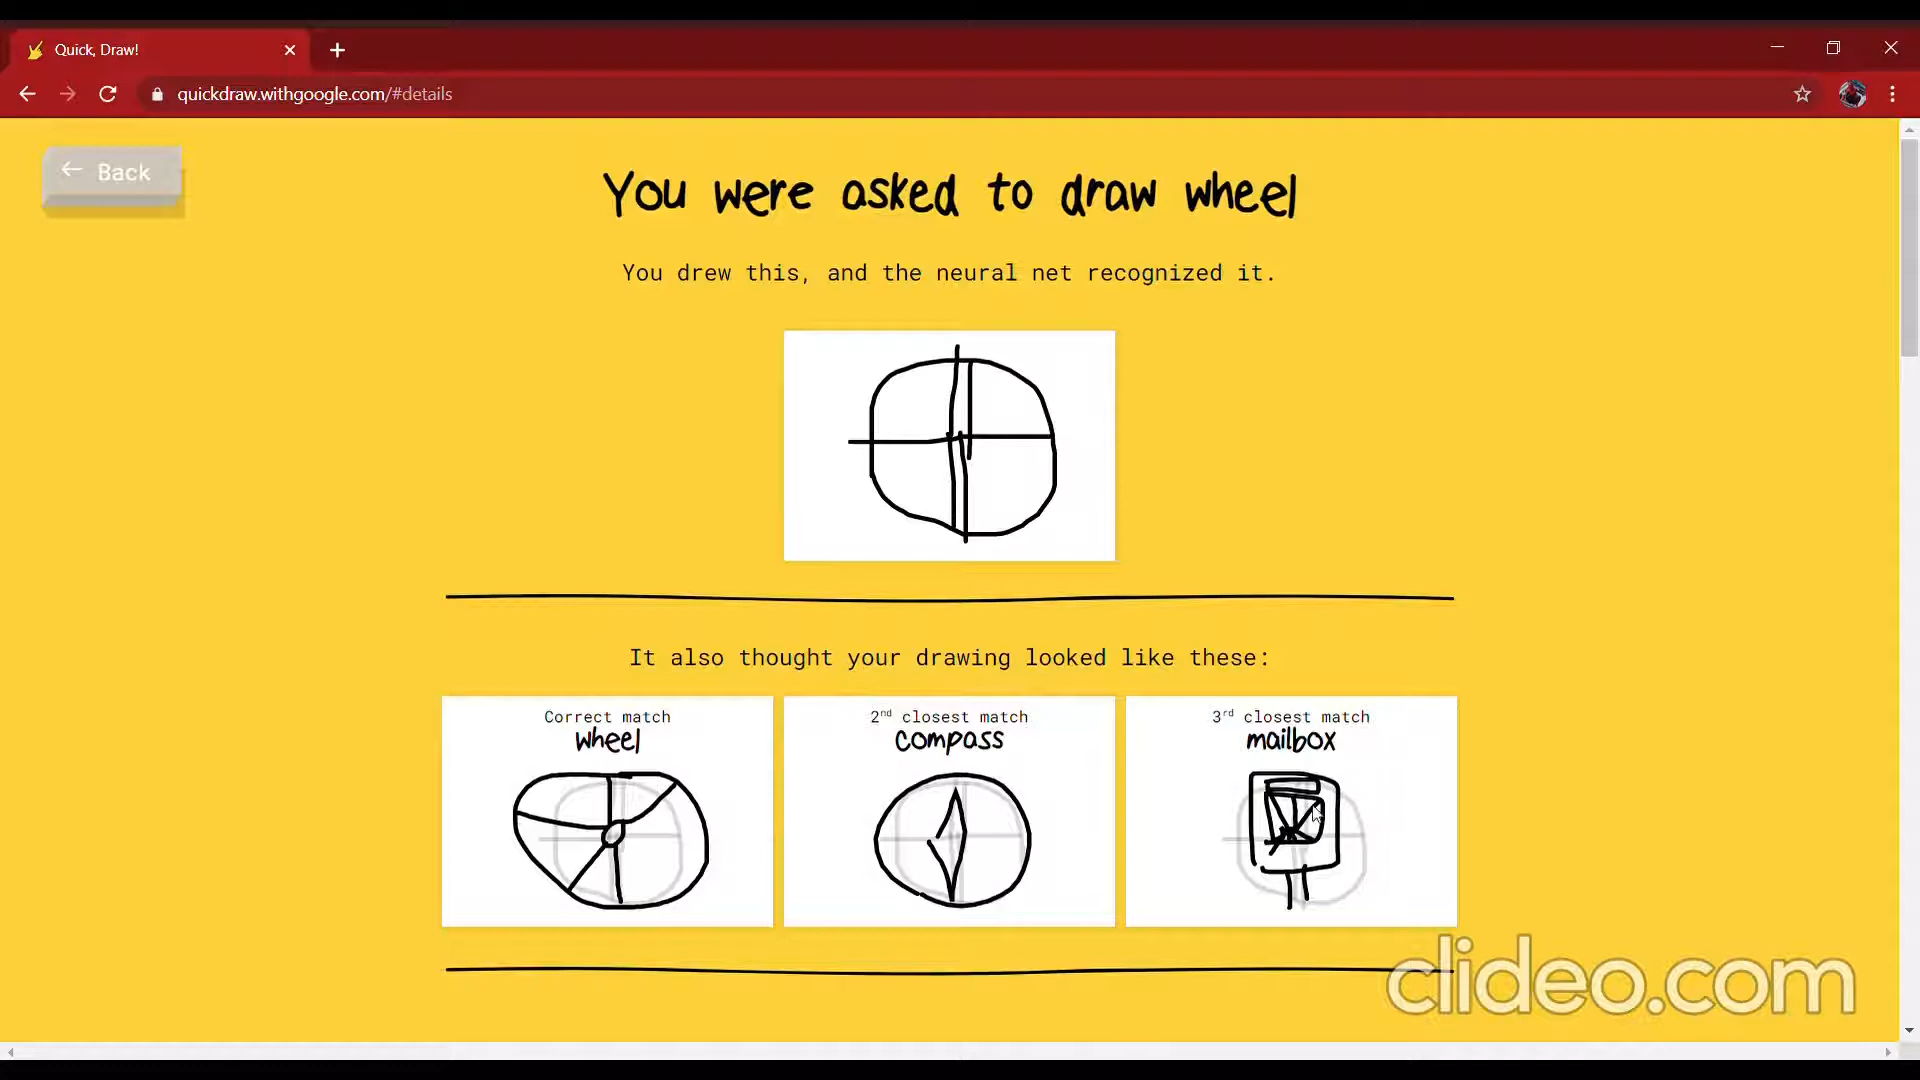 Quick, Draw!
quickdraw.withgoogle.com/#details
Back
You were asked to draw wheel
You drew this, and the neural net recognized it.
It also thought your drawing looked like these:
Correct match
wheel
2nd closest match
compass
3rd closest match
mailbox
clideo.com